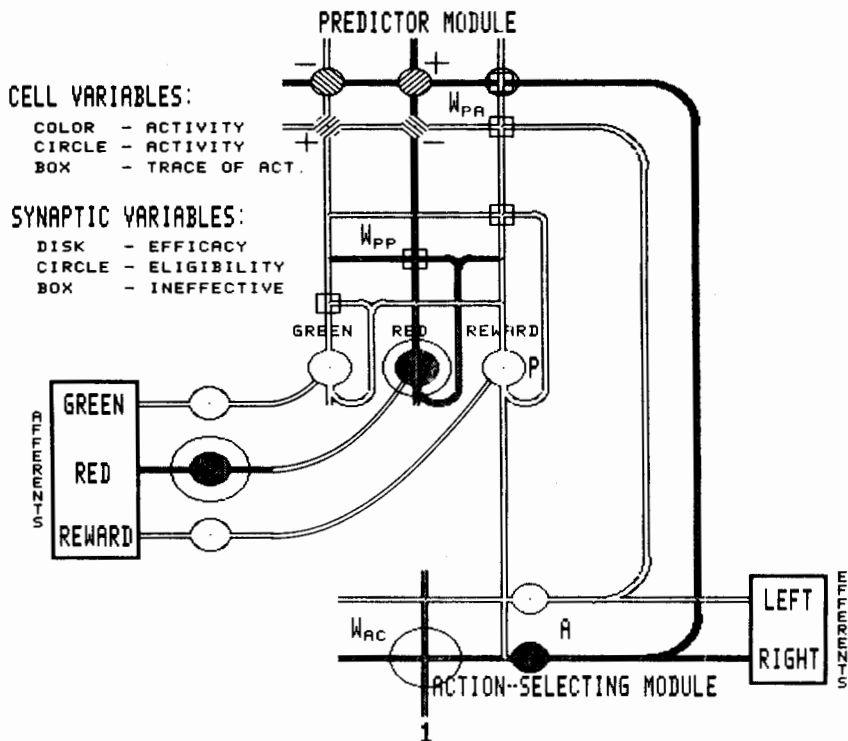 PREDICTOR MODULE
− +
CELL VARIABLES:
COLOR - ACTIVITY
CIRCLE - ACTIVITY
BOX - TRACE OF ACT.
WPA
+ −
SYNAPTIC VARIABLES:
DISK - EFFICACY
CIRCLE - ELIGIBILITY
BOX - INEFFECTIVE
WPP
GREEN RED REWARD
P
AFFERENTS
GREEN
RED
REWARD
WAC
A
LEFT
RIGHT
EFFERENTS
ACTION--SELECTING MODULE
1